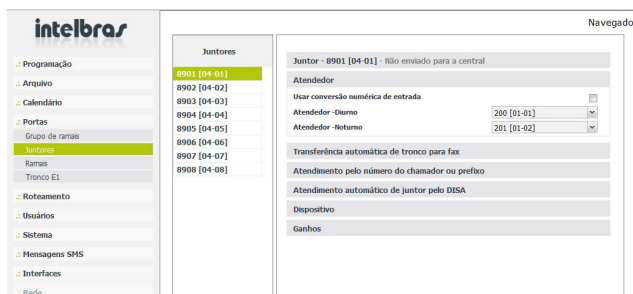 intelbras
Navegado
.: Programação
.: Arquivo
.: Calendário
.: Portas
Grupo de ramais
Juntores
Ramais
Tronco E1
.: Roteamento
.: Usuários
.: Sistema
.: Mensagens SMS
.: Interfaces
.: Rede
Juntores
8901 [04-01]
8902 [04-02]
8903 [04-03]
8904 [04-04]
8905 [04-05]
8906 [04-06]
8907 [04-07]
8908 [04-08]
Juntor - 8901 [04-01] - Não enviado para a central
Atendedor
Usar conversão numérica de entrada
Atendedor -Diurno 200 [01-01]
Atendedor -Noturno 201 [01-02]
Transferência automática de tronco para fax
Atendimento pelo número do chamador ou prefixo
Atendimento automático de juntor pelo DISA
Dispositivo
Ganhos